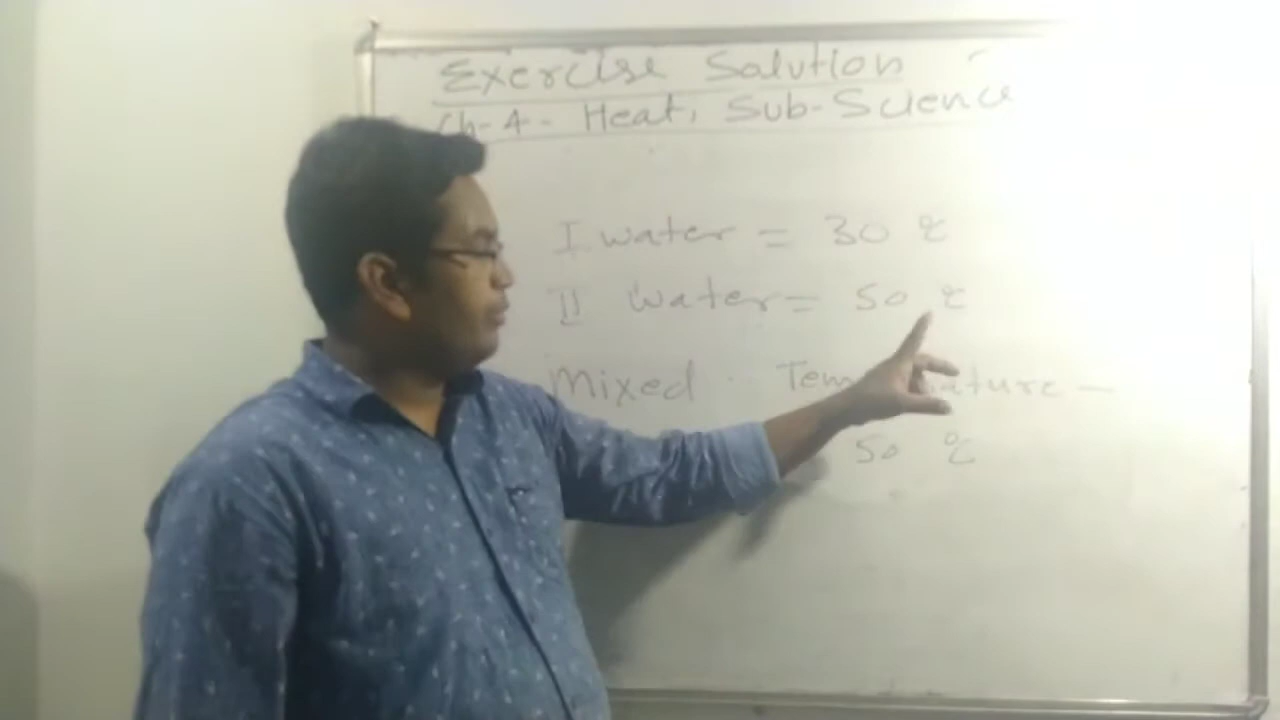 Exercise Solution -
Ch-4- Heat, Sub-Science
I water = 30 ℃
II water = 50 ℃
Mixed Temperature -
50 ℃